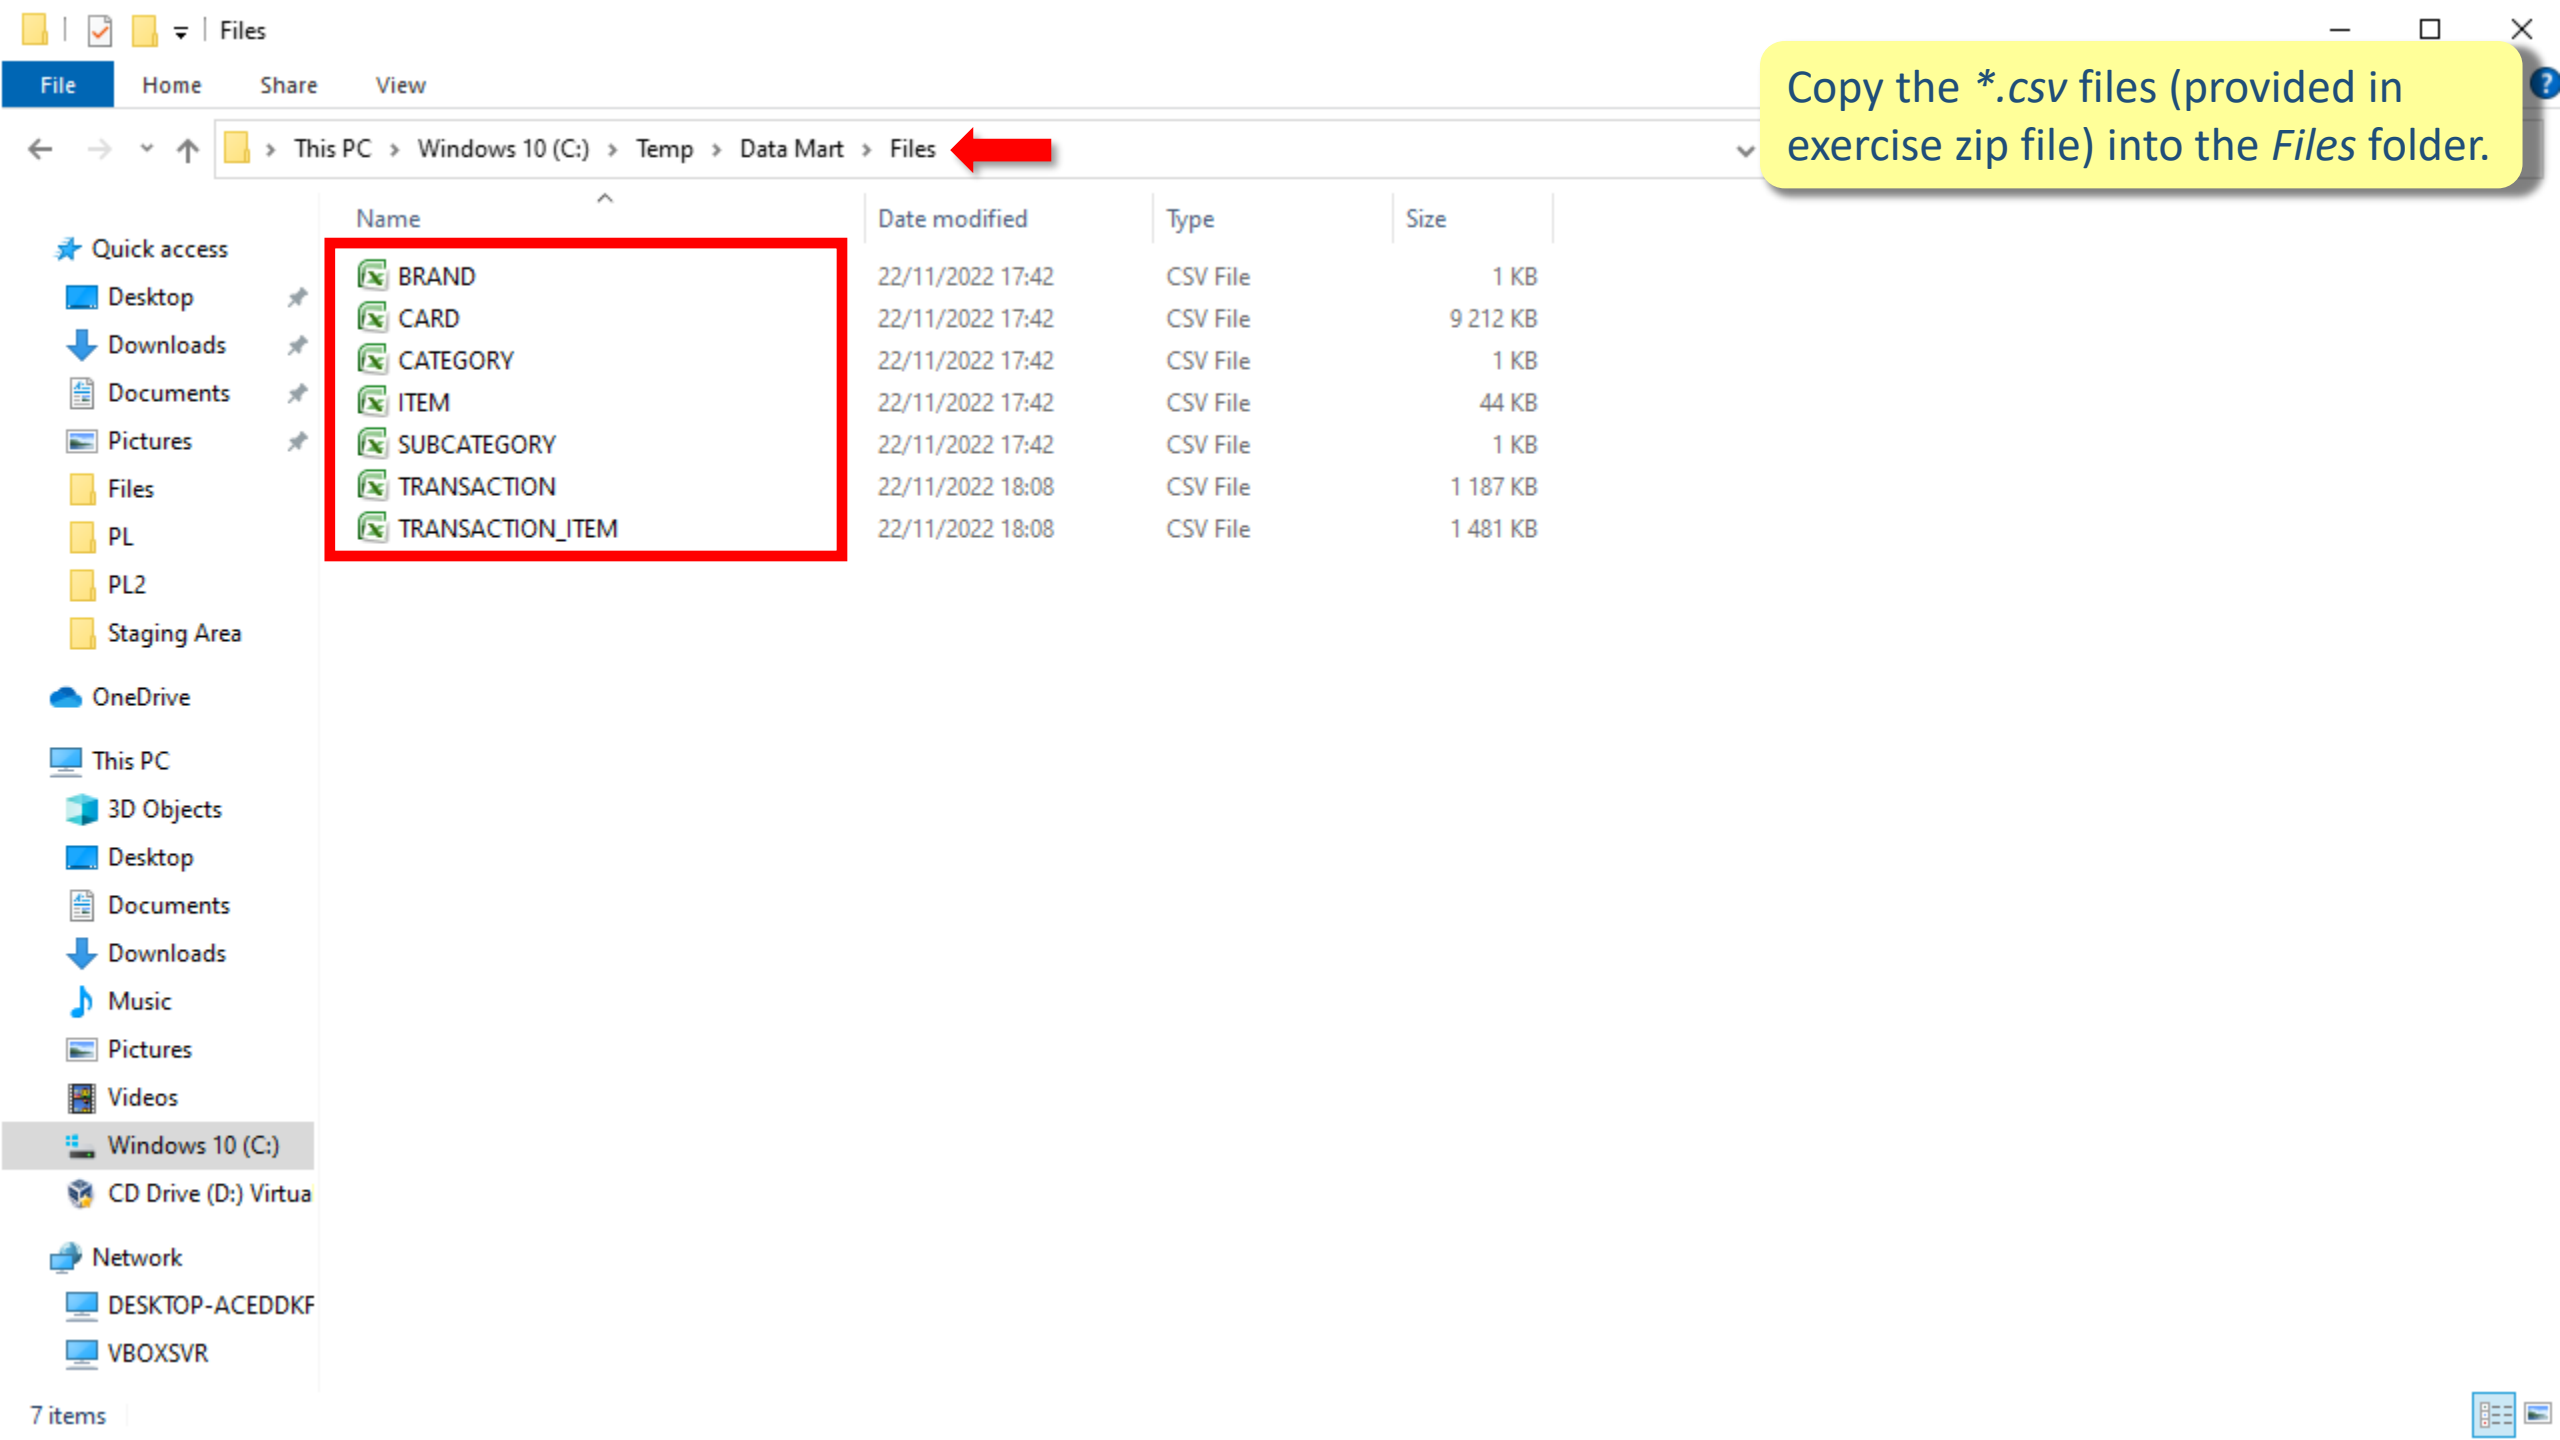 Files
File Home Share View
Copy the *.csv files (provided in
exercise zip file) into the Files folder.
This PC > Windows 10 (C:) > Temp > Data Mart > Files
Name Date modified Type Size
Quick access
Desktop
Downloads
Documents
Pictures
Files
PL
PL2
Staging Area
OneDrive
This PC
3D Objects
Desktop
Documents
Downloads
Music
Pictures
Videos
Windows 10 (C:)
CD Drive (D:) Virtua
Network
DESKTOP-ACEDDKF
VBOXSVR
BRAND 22/11/2022 17:42 CSV File 1 KB
CARD 22/11/2022 17:42 CSV File 9 212 KB
CATEGORY 22/11/2022 17:42 CSV File 1 KB
ITEM 22/11/2022 17:42 CSV File 44 KB
SUBCATEGORY 22/11/2022 17:42 CSV File 1 KB
TRANSACTION 22/11/2022 18:08 CSV File 1 187 KB
TRANSACTION_ITEM 22/11/2022 18:08 CSV File 1 481 KB
7 items